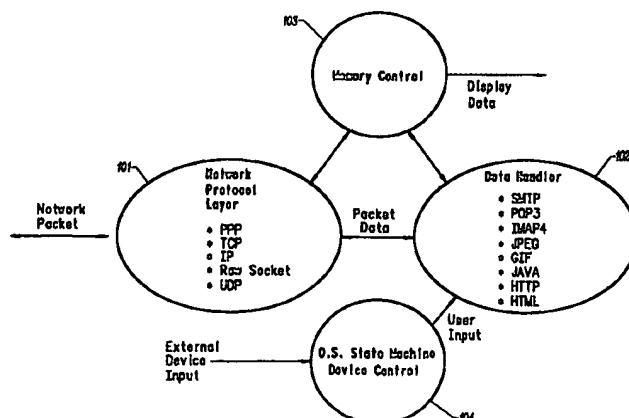 103
Memory Control
Display
Data
101
Network
Protocol
Layer
• PPP
• TCP
• IP
• Raw Socket
• UDP
Network
Packet
Packet
Data
102
Data Handler
• SMTP
• POP3
• IMAP4
• JPEG
• GIF
• JAVA
• HTTP
• HTML
User
Input
External
Device
Input
O.S. State Machine
Device Control
104